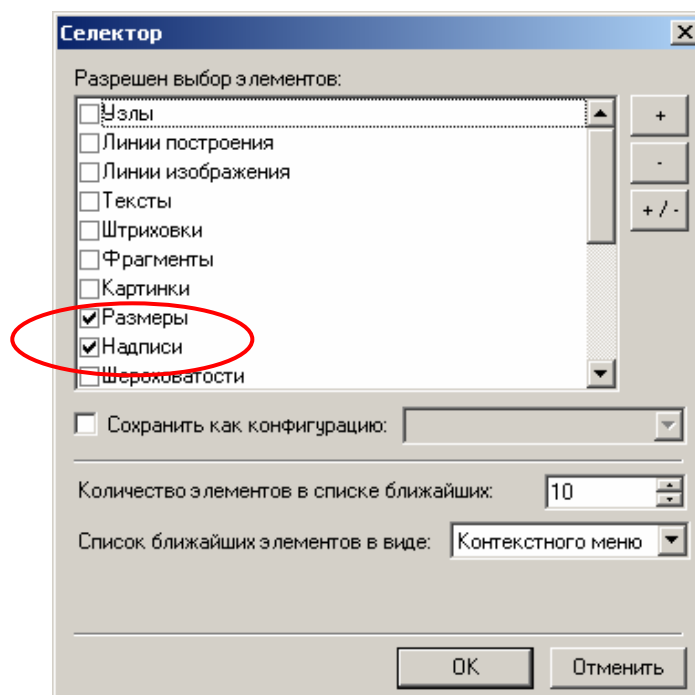 Селектор
Разрешен выбор элементов:
Узлы
+
Линии построения
-
Линии изображения
Тексты
+ / -
Штриховки
Фрагменты
Картинки
Размеры
Надписи
Шероховатости
Сохранить как конфигурацию:
Количество элементов в списке ближайших: 10
Список ближайших элементов в виде: Контекстного меню
OK Отменить